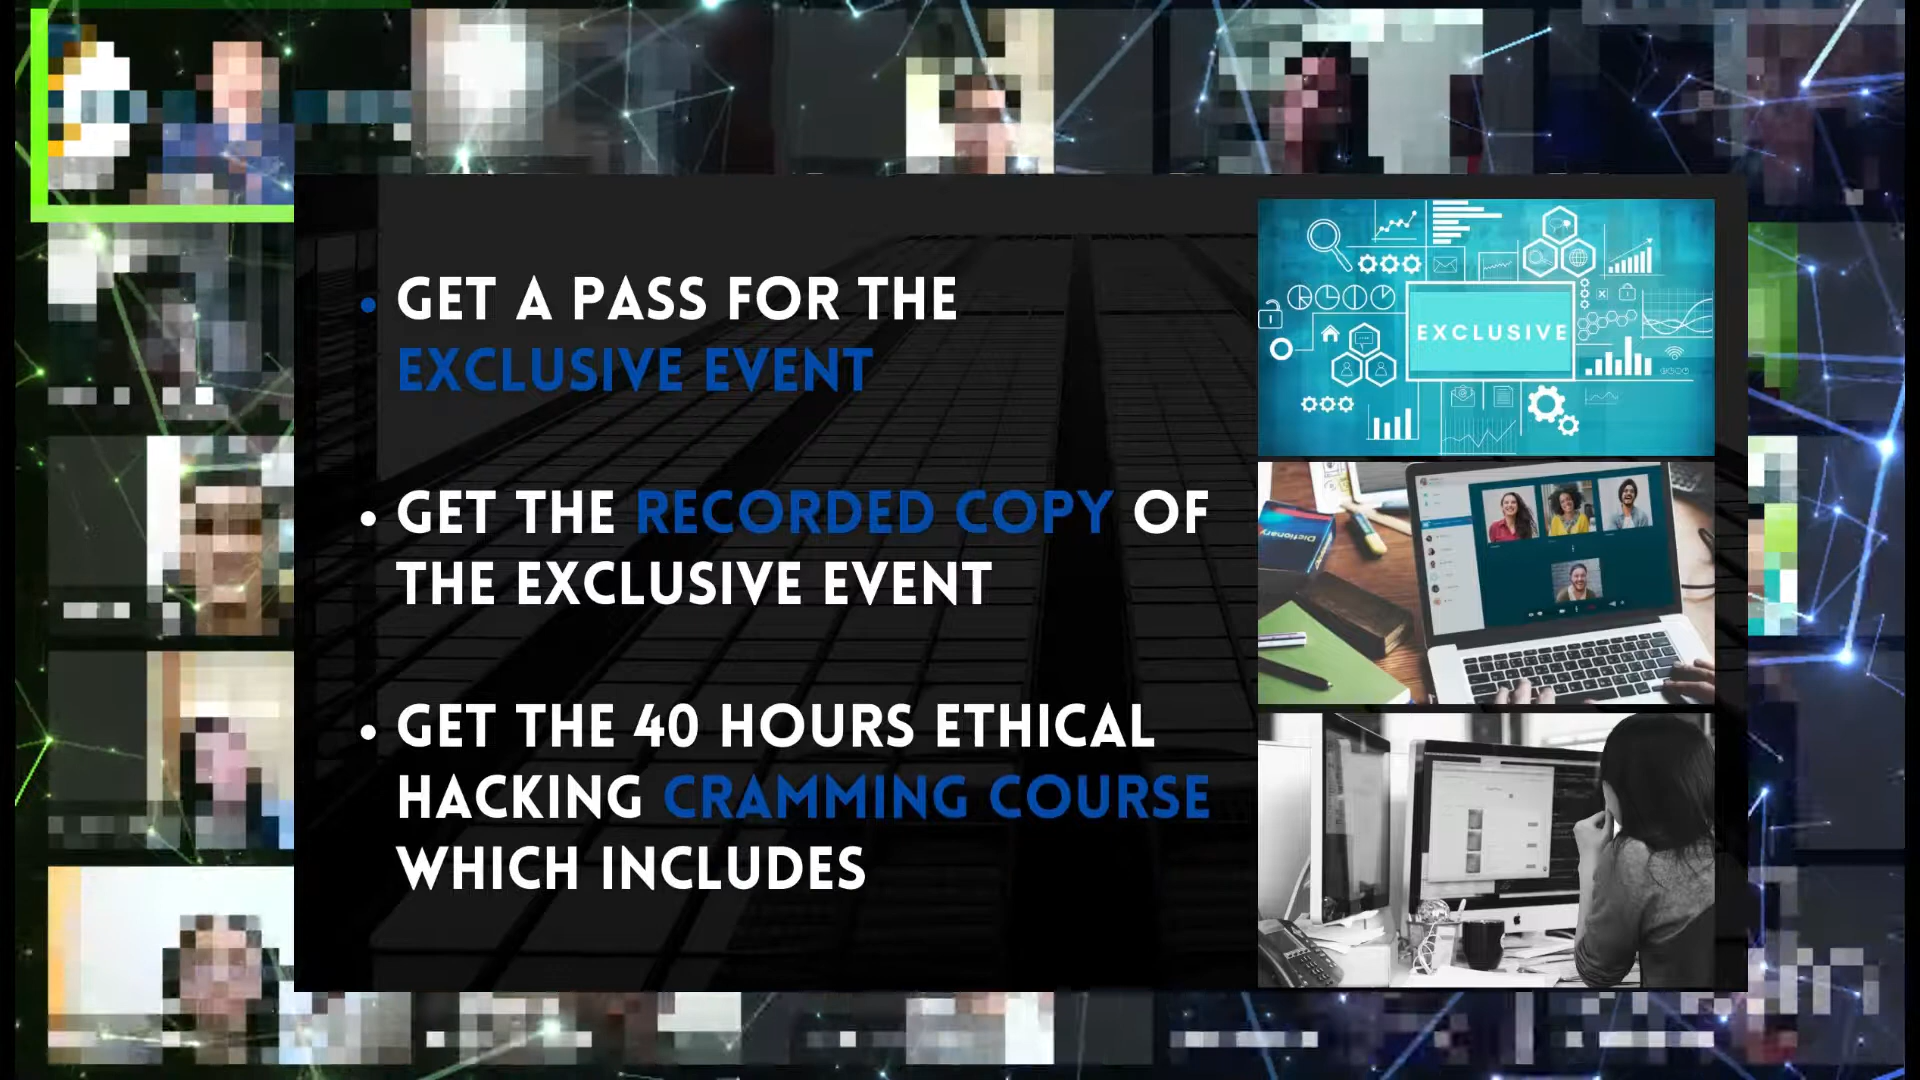 GET A PASS FOR THE
EXCLUSIVE EVENT
GET THE RECORDED COPY OF
THE EXCLUSIVE EVENT
GET THE 40 HOURS ETHICAL
HACKING CRAMMING COURSE
WHICH INCLUDES
EXCLUSIVE
Dictionary